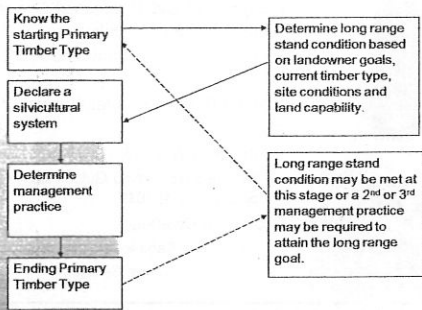 Know the
starting Primary
Timber Type
Determine long range
stand condition based
on landowner goals,
current timber type,
site conditions and
land capability.
Declare a
silvicultural
system
Determine
management
practice
Long range stand
condition may be met at
this stage or a 2nd or 3rd
management practice
may be required to
attain the long range
goal.
Ending Primary
Timber Type